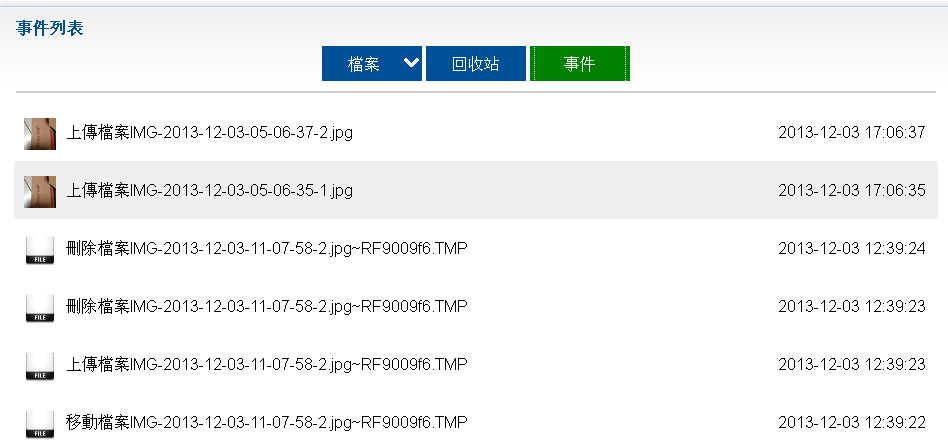 事件列表
檔案 回收站 事件
上傳檔案IMG-2013-12-03-05-06-37-2.jpg 2013-12-03 17:06:37
上傳檔案IMG-2013-12-03-05-06-35-1.jpg 2013-12-03 17:06:35
FILE 刪除檔案IMG-2013-12-03-11-07-58-2.jpg~RF9009f6.TMP 2013-12-03 12:39:24
FILE 刪除檔案IMG-2013-12-03-11-07-58-2.jpg~RF9009f6.TMP 2013-12-03 12:39:23
FILE 上傳檔案IMG-2013-12-03-11-07-58-2.jpg~RF9009f6.TMP 2013-12-03 12:39:23
FILE 移動檔案IMG-2013-12-03-11-07-58-2.jpg~RF9009f6.TMP 2013-12-03 12:39:22